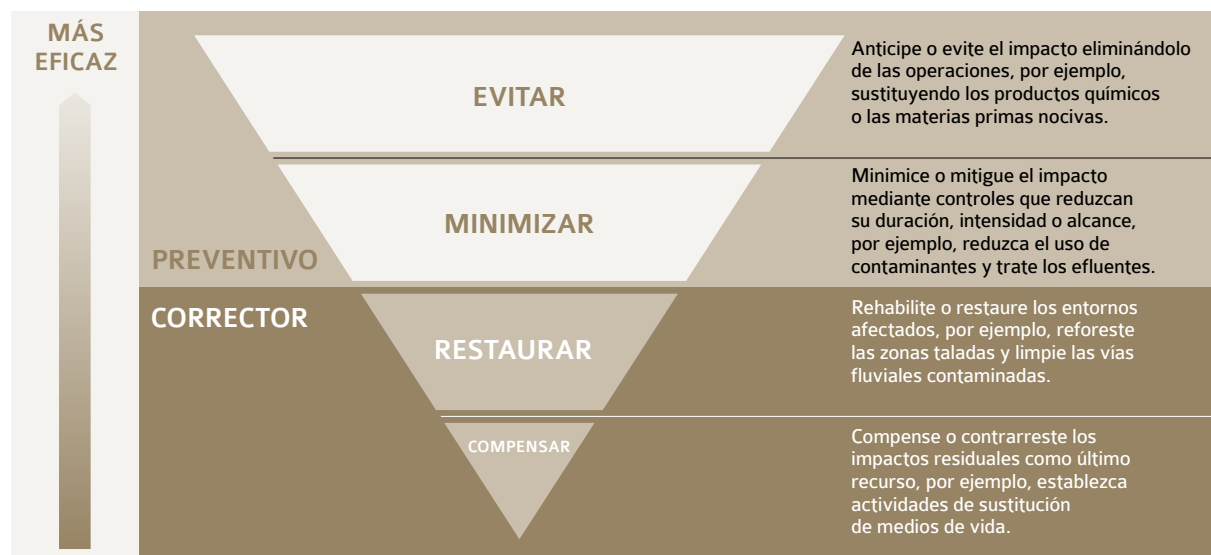 MÁS
EFICAZ
EVITAR
Anticipe o evite el impacto eliminándolo
de las operaciones, por ejemplo,
sustituyendo los productos químicos
o las materias primas nocivas.
MINIMIZAR
Minimice o mitigue el impacto
mediante controles que reduzcan
su duración, intensidad o alcance,
por ejemplo, reduzca el uso de
contaminantes y trate los efluentes.
PREVENTIVO
CORRECTOR
RESTAURAR
Rehabilite o restaure los entornos
afectados, por ejemplo, reforeste
las zonas taladas y limpie las vías
fluviales contaminadas.
COMPENSAR
Compense o contrarreste los
impactos residuales como último
recurso, por ejemplo, establezca
actividades de sustitución
de medios de vida.